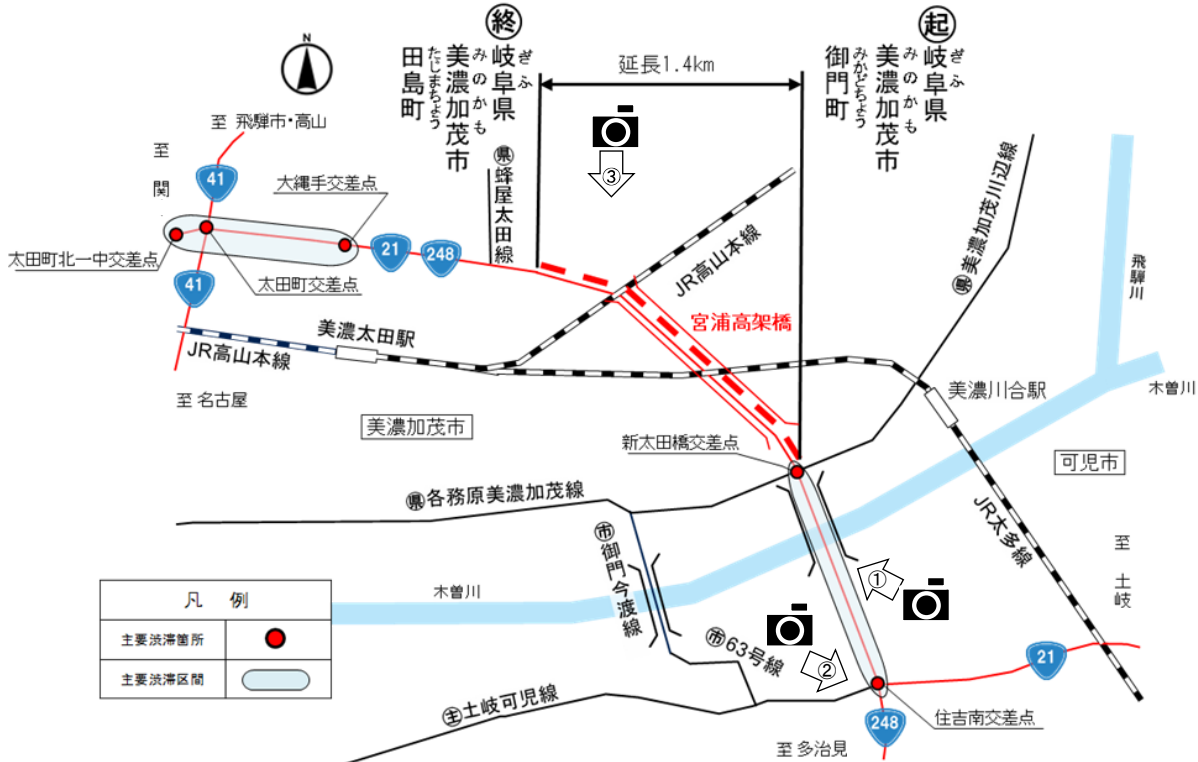 N
終
岐阜県
ぎふ
美濃加茂市
みのかも
田島町
たじまちょう
延長1.4km
起
岐阜県
ぎふ
美濃加茂市
みのかも
御門町
みかどちょう
③
至 飛騨市・高山
至 関
41
大縄手交差点
㊩蜂屋太田線
太田町北一中交差点
21
248
太田町交差点
41
JR高山本線
美濃太田駅
JR高山本線
至 名古屋
宮浦高架橋
県美濃加茂川辺線
飛騨川
木曽川
美濃川合駅
美濃加茂市
新太田橋交差点
可児市
県各務原美濃加茂線
市御門今渡線
JR太多線
至 土岐
木曽川
①
市63号線
②
21
主土岐可児線
住吉南交差点
248
至 多治見
凡 例
主要渋滞箇所
主要渋滞区間